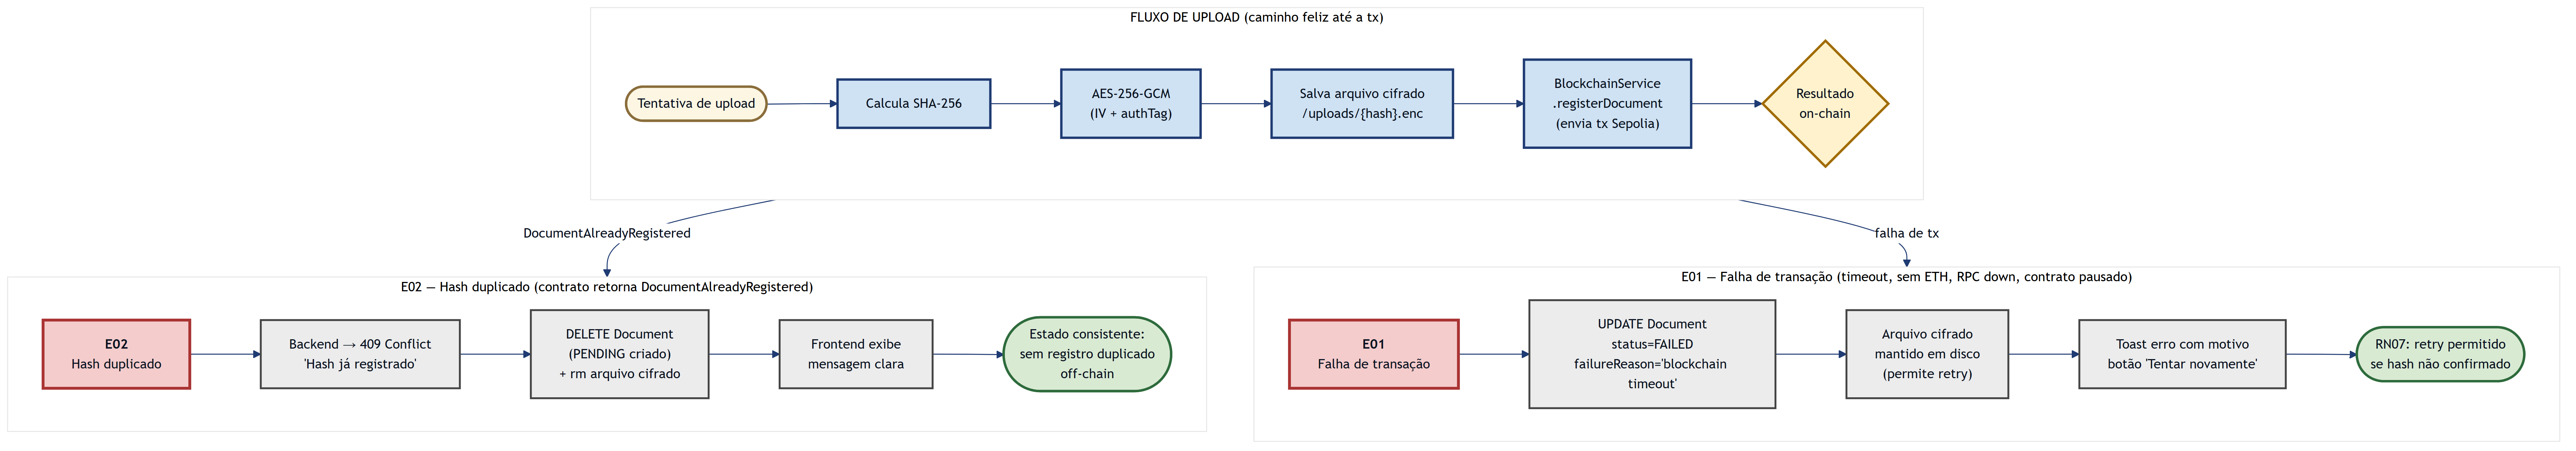 FLUXO DE UPLOAD (caminho feliz até a tx)
Tentativa de upload
Calcula SHA-256
AES-256-GCM
(IV + authTag)
Salva arquivo cifrado
/uploads/{hash}.enc
BlockchainService
.registerDocument
(envia tx Sepolia)
Resultado
on-chain
DocumentAlreadyRegistered
falha de tx
E02 — Hash duplicado (contrato retorna DocumentAlreadyRegistered)
E02
Hash duplicado
Backend → 409 Conflict
'Hash já registrado'
DELETE Document
(PENDING criado)
+ rm arquivo cifrado
Frontend exibe
mensagem clara
Estado consistente:
sem registro duplicado
off-chain
E01 — Falha de transação (timeout, sem ETH, RPC down, contrato pausado)
E01
Falha de transação
UPDATE Document
status=FAILED
failureReason='blockchain
timeout'
Arquivo cifrado
mantido em disco
(permite retry)
Toast erro com motivo
botão 'Tentar novamente'
RN07: retry permitido
se hash não confirmado